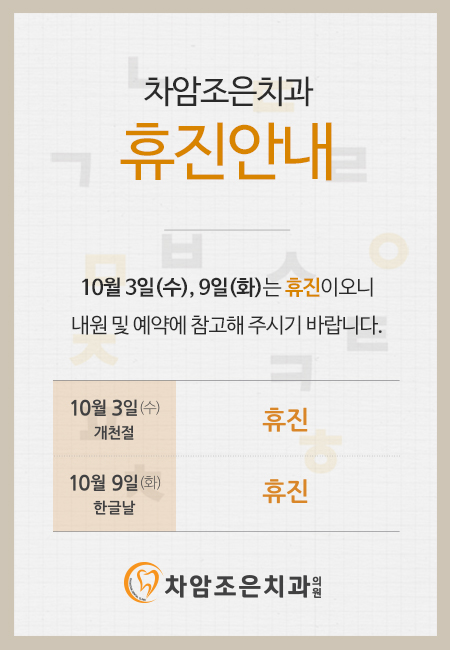 차암조은치과
휴진안내
10월 3일(수), 9일(화)는 휴진이오니
내원 및 예약에 참고해 주시기 바랍니다.
10월 3일(수)
개천절
휴진
10월 9일(화)
한글날
휴진
차암조은치과의원